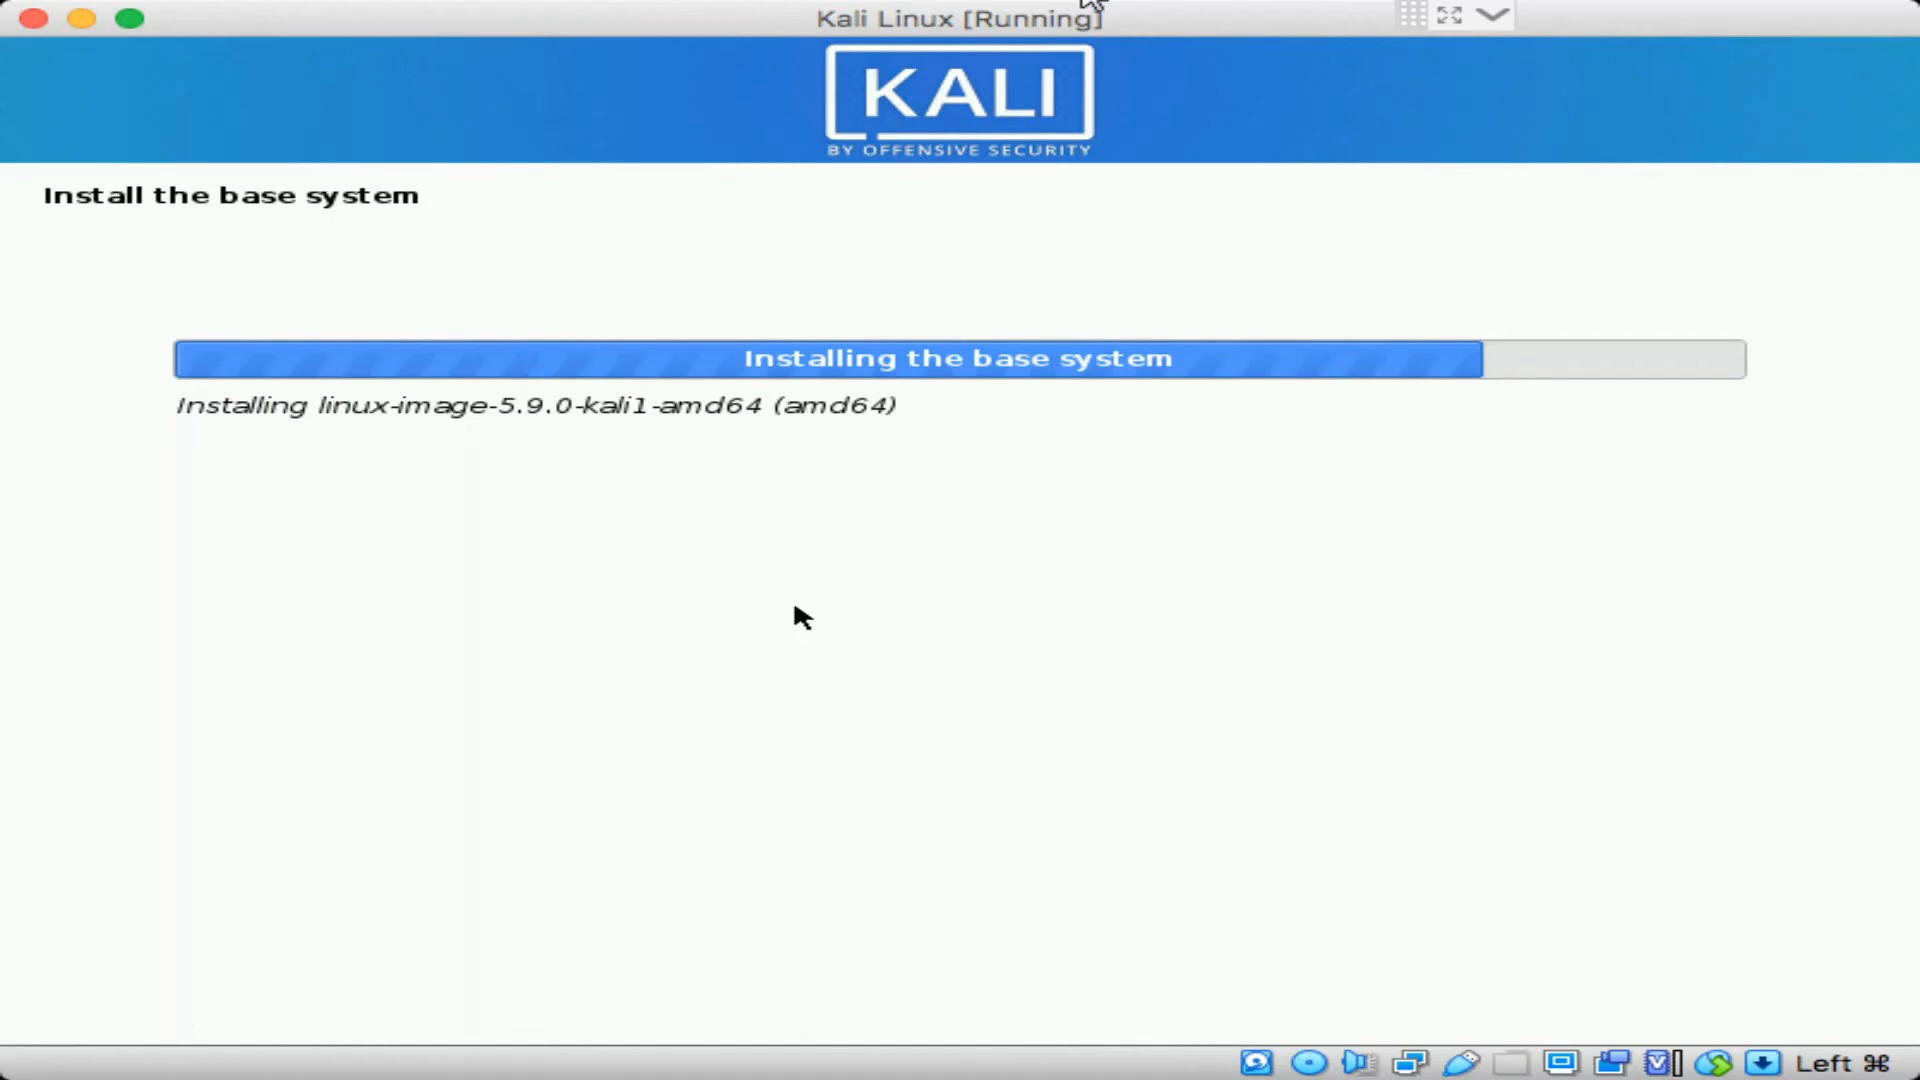 Kali Linux [Running]
KALI
BY OFFENSIVE SECURITY
Install the base system
Installing the base system
Installing linux-image-5.9.0-kali1-amd64 (amd64)
Left ⌘